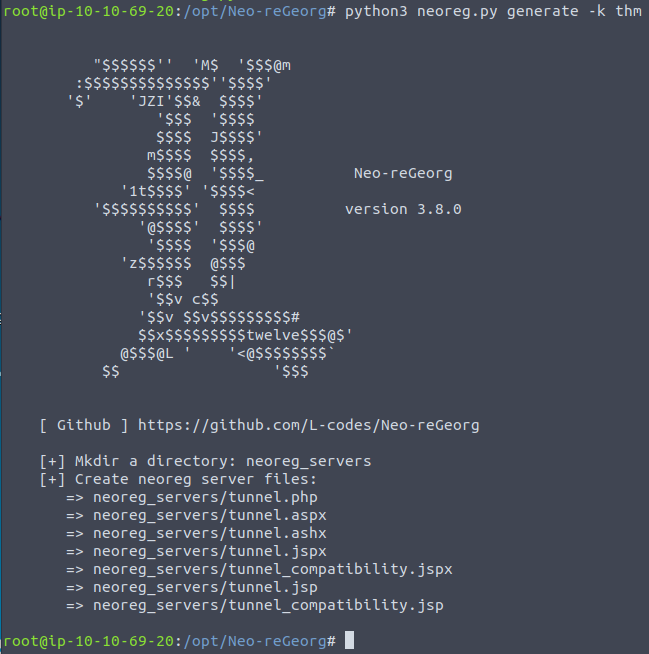 root@ip-10-10-69-20:/opt/Neo-reGeorg# python3 neoreg.py generate -k thm
          "$$$$$$''  'M$  '$$$@m
        :$$$$$$$$$$$$$$''$$$$'
       '$'    'JZI'$$&  $$$$'
                 '$$$  '$$$$
                 $$$$  J$$$$'
                m$$$$  $$$$,
                $$$$@  '$$$$_          Neo-reGeorg
             '1t$$$$' '$$$$<
          '$$$$$$$$$$'  $$$$          version 3.8.0
               '@$$$$'  $$$$'
                '$$$$  '$$$@
             'z$$$$$$  @$$$
                r$$$   $$|
                '$$v c$$
               '$$v $$v$$$$$$$$$#
               $$x$$$$$$$$$twelve$$$@$'
             @$$$@L '    '<@$$$$$$$$`
           $$                 '$$$
    [ Github ] https://github.com/L-codes/Neo-reGeorg
    [+] Mkdir a directory: neoreg_servers
    [+] Create neoreg server files:
       => neoreg_servers/tunnel.php
       => neoreg_servers/tunnel.aspx
       => neoreg_servers/tunnel.ashx
       => neoreg_servers/tunnel.jspx
       => neoreg_servers/tunnel_compatibility.jspx
       => neoreg_servers/tunnel.jsp
       => neoreg_servers/tunnel_compatibility.jsp
root@ip-10-10-69-20:/opt/Neo-reGeorg#